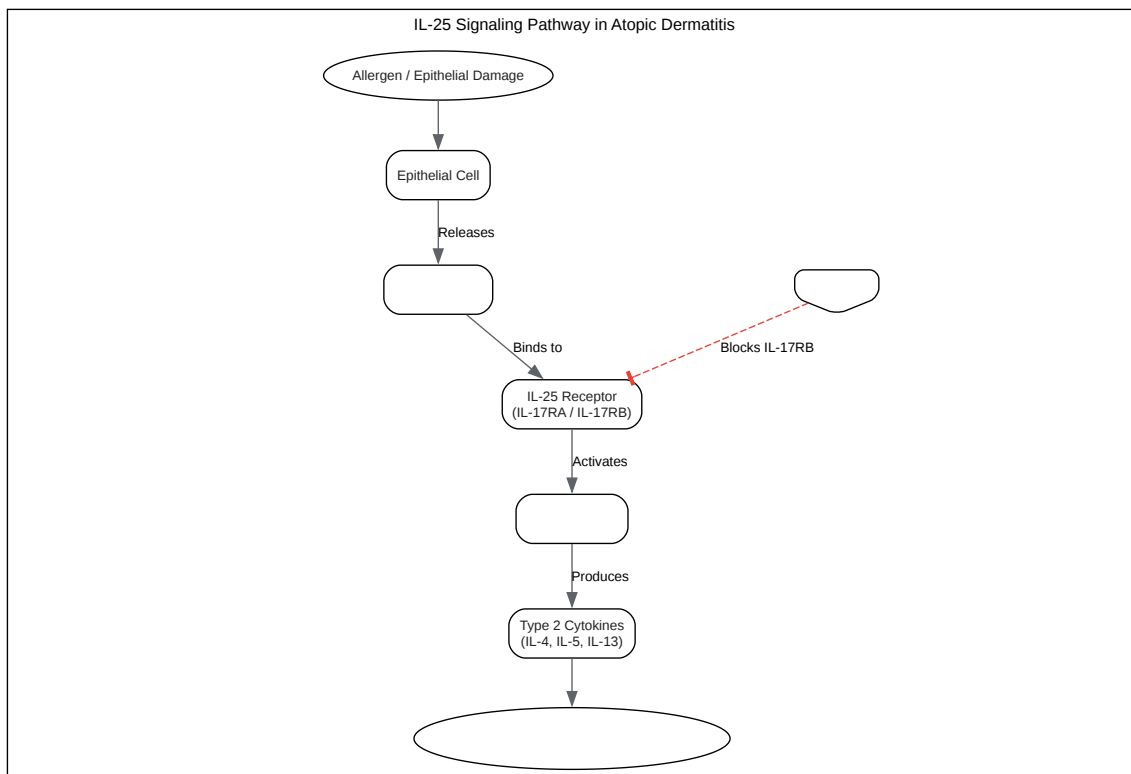 IL-25 Signaling Pathway in Atopic Dermatitis
Allergen / Epithelial Damage
Epithelial Cell
Releases
Binds to
Blocks IL-17RB
IL-25 Receptor
(IL-17RA / IL-17RB)
Activates
Produces
Type 2 Cytokines
(IL-4, IL-5, IL-13)